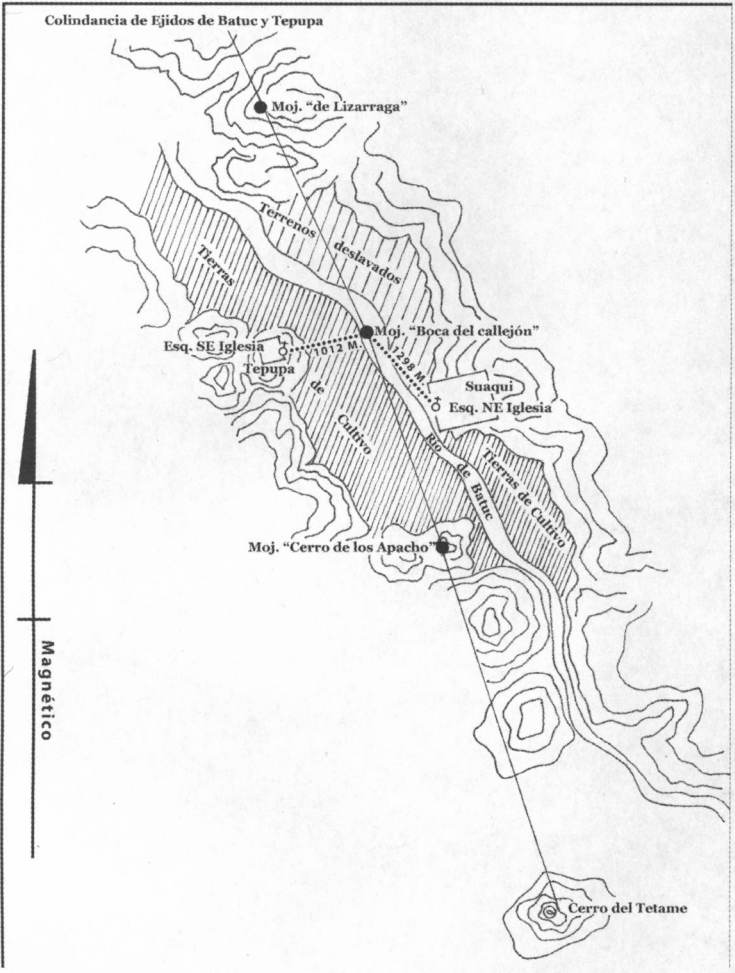 Colindancia de Ejidos de Batuc y Tepupa
Moj. "de Lizarraga"
Terrenos deslavados
Tierras de Cultivo
Moj. "Boca del callejón"
Esq. SE Iglesia
1012 M.
1298 M.
Tepupa
Suaqui
Esq. NE Iglesia
Río de Batuc
Tierras de Cultivo
Moj. "Cerro de los Apacho"
Magnético
Cerro del Tetame